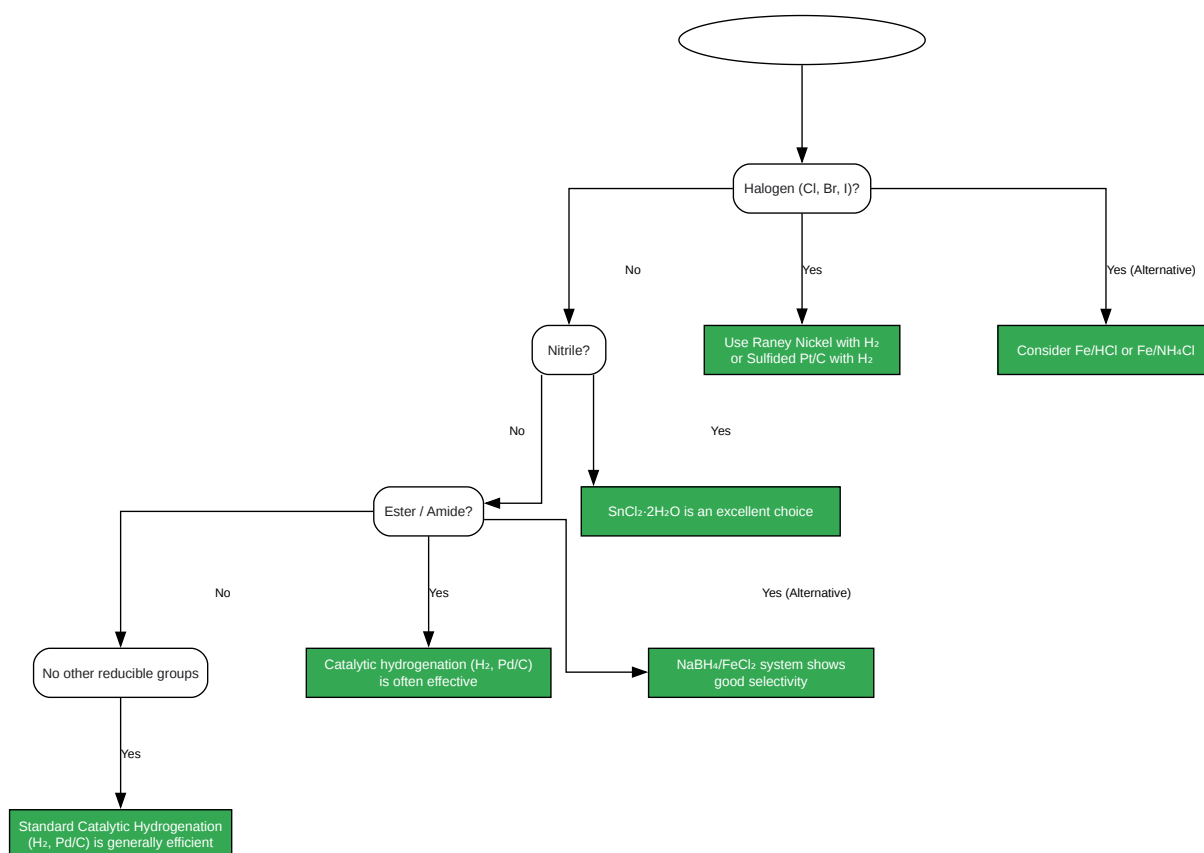 Halogen (Cl, Br, I)?
No
Yes
Yes (Alternative)
Nitrile?
Use Raney Nickel with H₂
or Sulfided Pt/C with H₂
Consider Fe/HCl or Fe/NH₄Cl
No
Yes
Ester / Amide?
SnCl₂·2H₂O is an excellent choice
No
Yes
Yes (Alternative)
No other reducible groups
Catalytic hydrogenation (H₂, Pd/C)
is often effective
NaBH₄/FeCl₂ system shows
good selectivity
Yes
Standard Catalytic Hydrogenation
(H₂, Pd/C) is generally efficient